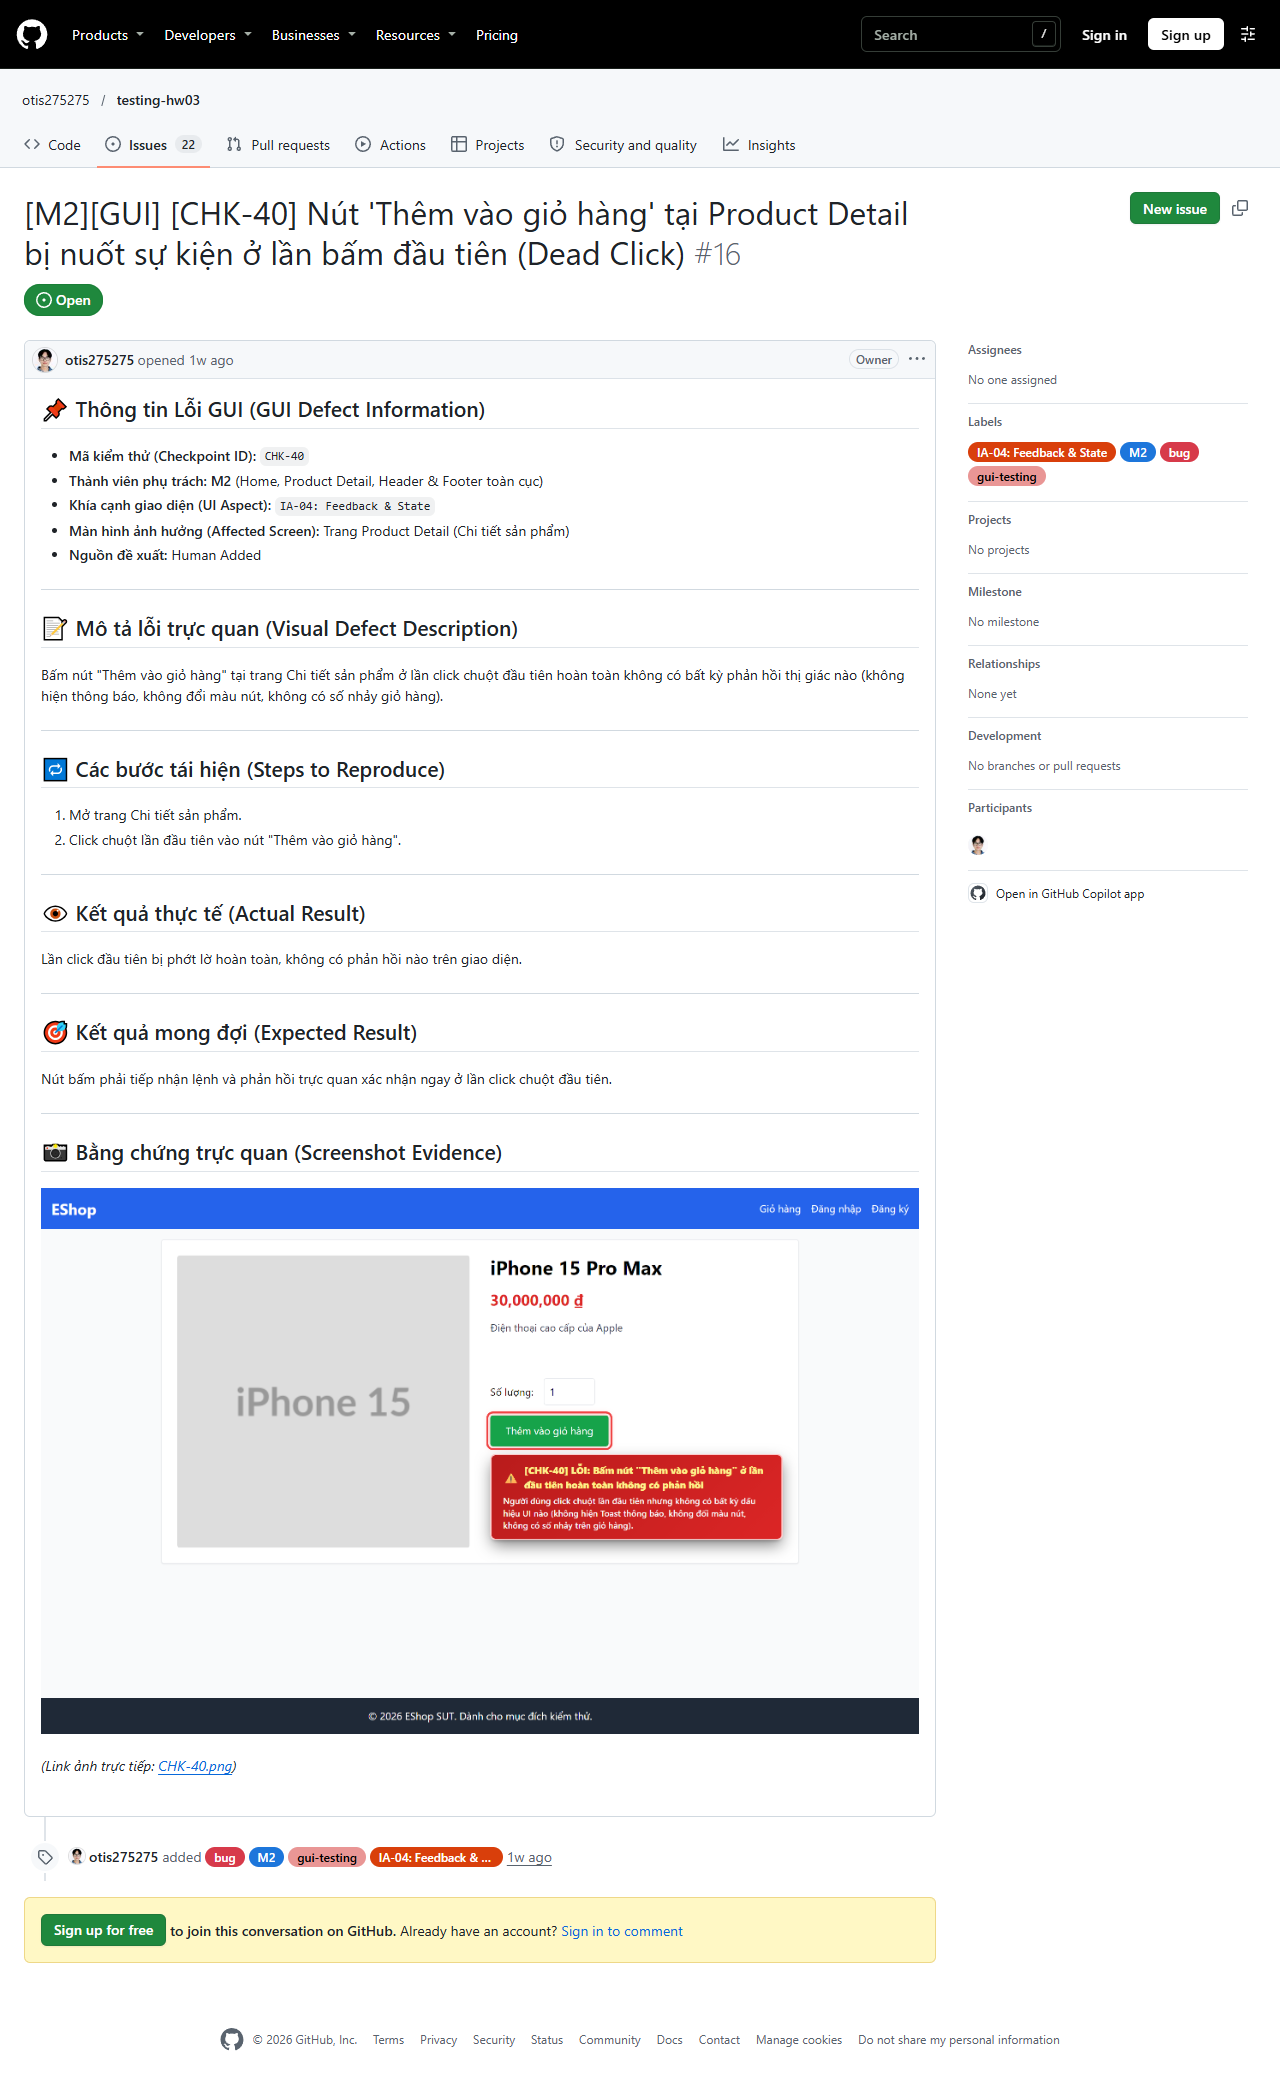 Products
Developers
Businesses
Resources
Pricing
Search
/
Sign in
Sign up
otis275275 / testing-hw03
Code
Issues 22
Pull requests
Actions
Projects
Security and quality
Insights
[M2][GUI] [CHK-40] Nút 'Thêm vào giỏ hàng' tại Product Detail
bị nuốt sự kiện ở lần bấm đầu tiên (Dead Click) #16
New issue
Open
otis275275 opened 1w ago
Owner
Thông tin Lỗi GUI (GUI Defect Information)
Mã kiểm thử (Checkpoint ID): CHK-40
Thành viên phụ trách: M2 (Home, Product Detail, Header & Footer toàn cục)
Khía cạnh giao diện (UI Aspect): IA-04: Feedback & State
Màn hình ảnh hưởng (Affected Screen): Trang Product Detail (Chi tiết sản phẩm)
Nguồn đề xuất: Human Added
Mô tả lỗi trực quan (Visual Defect Description)
Bấm nút "Thêm vào giỏ hàng" tại trang Chi tiết sản phẩm ở lần click chuột đầu tiên hoàn toàn không có bất kỳ phản hồi thị giác nào (không
hiện thông báo, không đổi màu nút, không có số nhảy giỏ hàng).
Các bước tái hiện (Steps to Reproduce)
1. Mở trang Chi tiết sản phẩm.
2. Click chuột lần đầu tiên vào nút "Thêm vào giỏ hàng".
Kết quả thực tế (Actual Result)
Lần click đầu tiên bị phớt lờ hoàn toàn, không có phản hồi nào trên giao diện.
Kết quả mong đợi (Expected Result)
Nút bấm phải tiếp nhận lệnh và phản hồi trực quan xác nhận ngay ở lần click chuột đầu tiên.
Bằng chứng trực quan (Screenshot Evidence)
EShop
Giỏ hàng
Đăng nhập
Đăng ký
iPhone 15
iPhone 15 Pro Max
30,000,000 ₫
Điện thoại cao cấp của Apple
Số lượng: 1
Thêm vào giỏ hàng
[CHK-40] LỖI: Bấm nút "Thêm vào giỏ hàng" ở lần
đầu tiên hoàn toàn không có phản hồi
Người dùng click chuột lần đầu tiên nhưng không có bất kỳ dấu
hiệu UI nào (không hiện Toast thông báo, không đổi màu nút,
không có số nhảy trên giỏ hàng).
© 2026 EShop SUT. Dành cho mục đích kiểm thử.
(Link ảnh trực tiếp: CHK-40.png)
otis275275 added bug M2 gui-testing IA-04: Feedback & ... 1w ago
Sign up for free to join this conversation on GitHub. Already have an account? Sign in to comment
Assignees
No one assigned
Labels
IA-04: Feedback & State M2 bug
gui-testing
Projects
No projects
Milestone
No milestone
Relationships
None yet
Development
No branches or pull requests
Participants
Open in GitHub Copilot app
© 2026 GitHub, Inc.
Terms
Privacy
Security
Status
Community
Docs
Contact
Manage cookies
Do not share my personal information